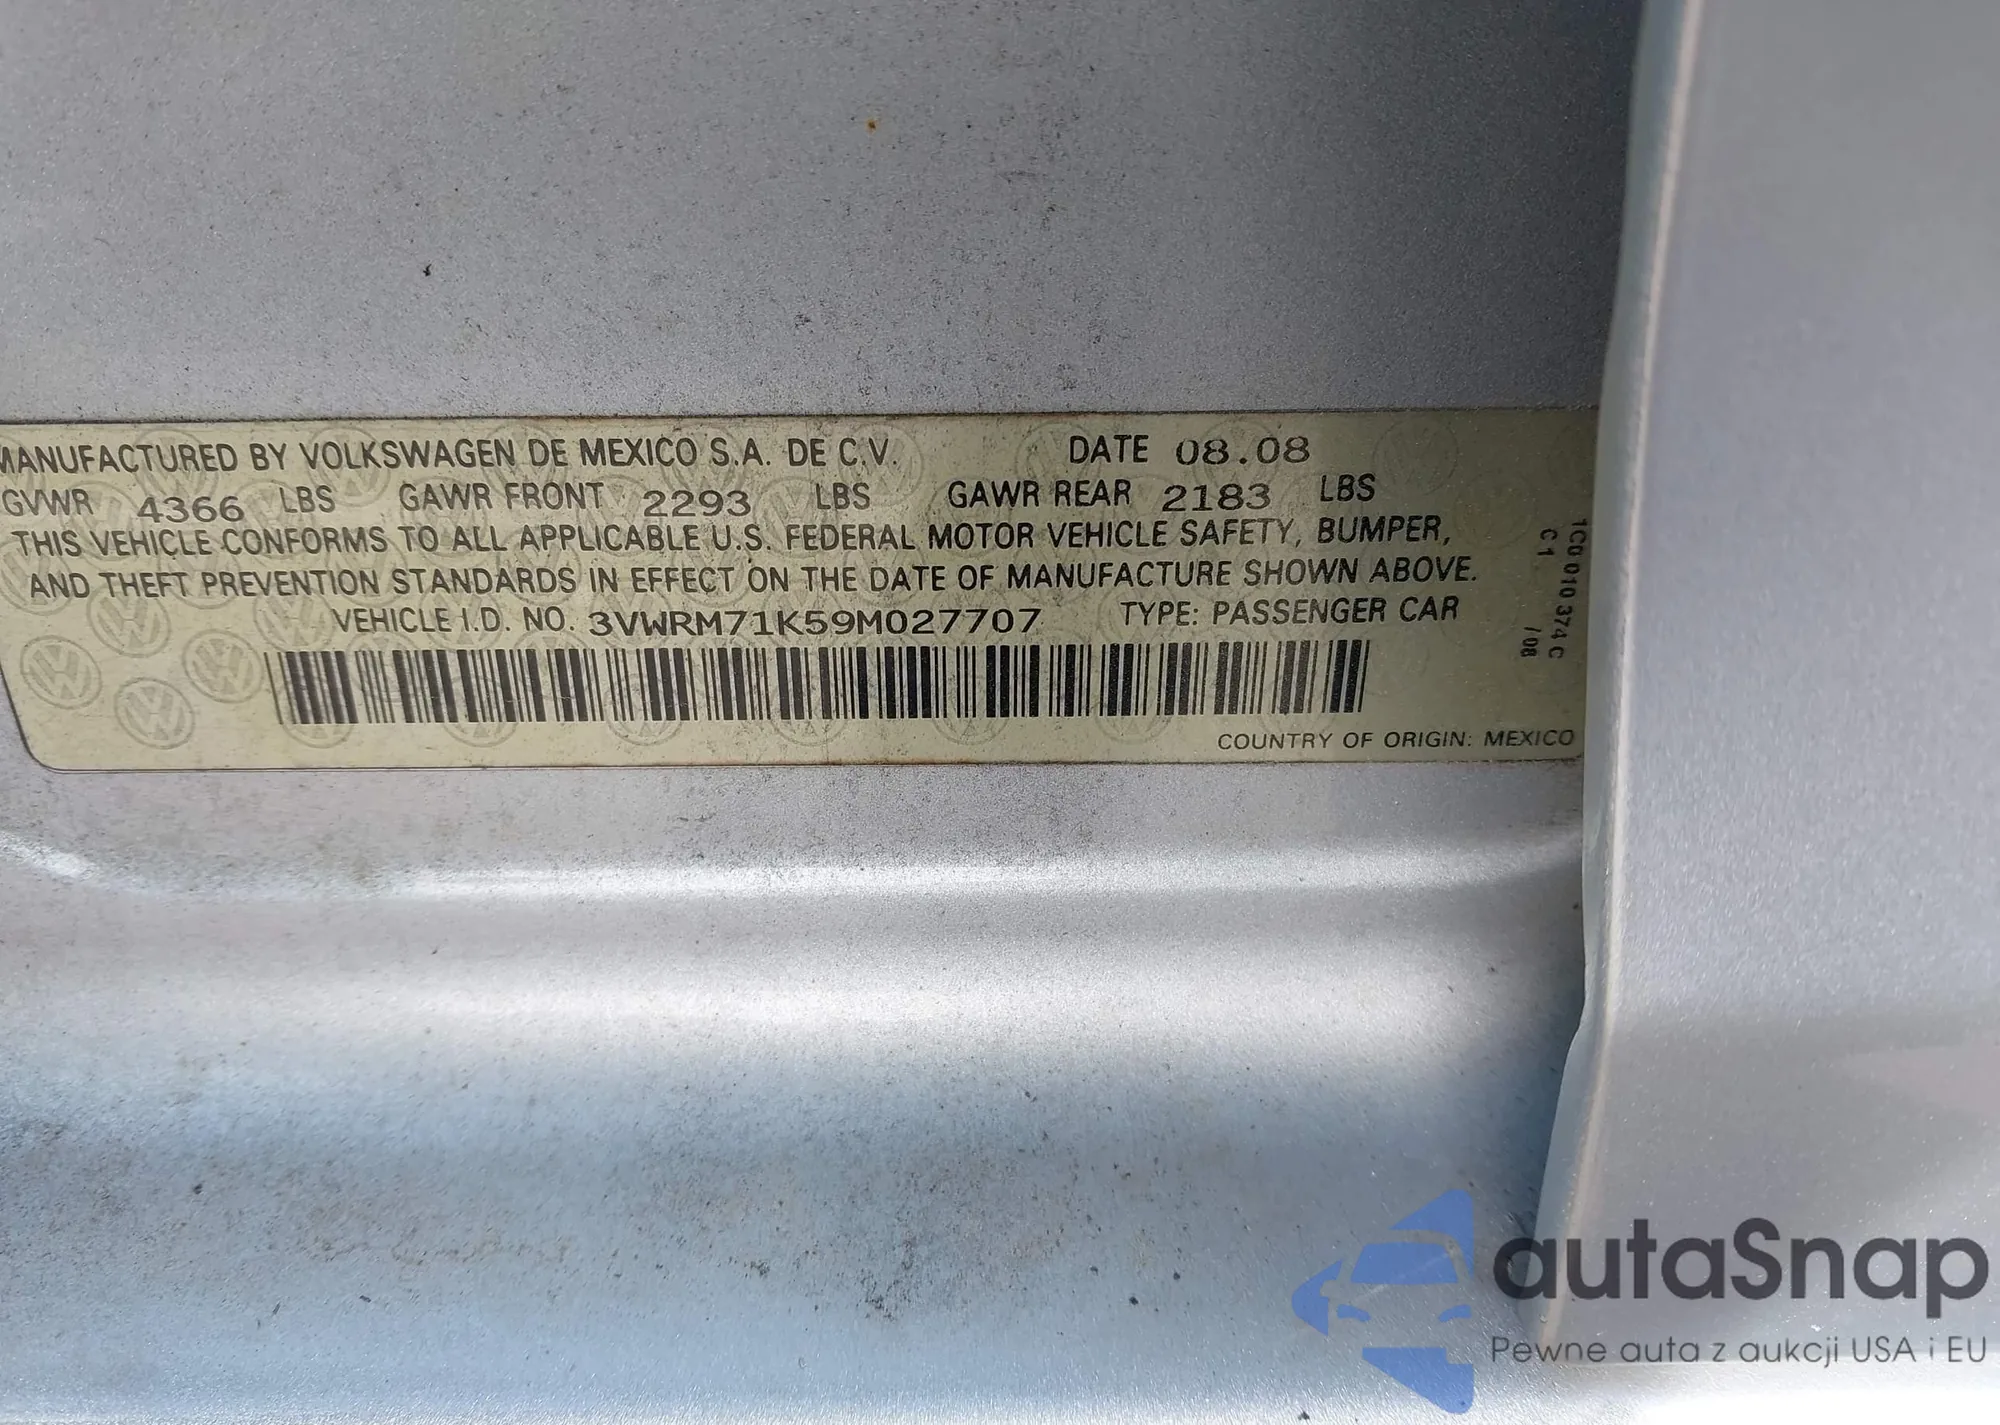 MANUFACTURED BY VOLKSWAGEN DE MEXICO S.A. DE C.V. DATE 08.08
GVWR 4366 LBS GAWR FRONT 2293 LBS GAWR REAR 2183 LBS
THIS VEHICLE CONFORMS TO ALL APPLICABLE U.S. FEDERAL MOTOR VEHICLE SAFETY, BUMPER,
AND THEFT PREVENTION STANDARDS IN EFFECT ON THE DATE OF MANUFACTURE SHOWN ABOVE.
VEHICLE I.D. NO. 3VWRM71K59M027707 TYPE: PASSENGER CAR
COUNTRY OF ORIGIN: MEXICO
1C0 010 374 C
C 1 / 08
autaSnap
Pewne auta z aukcji USA i EU